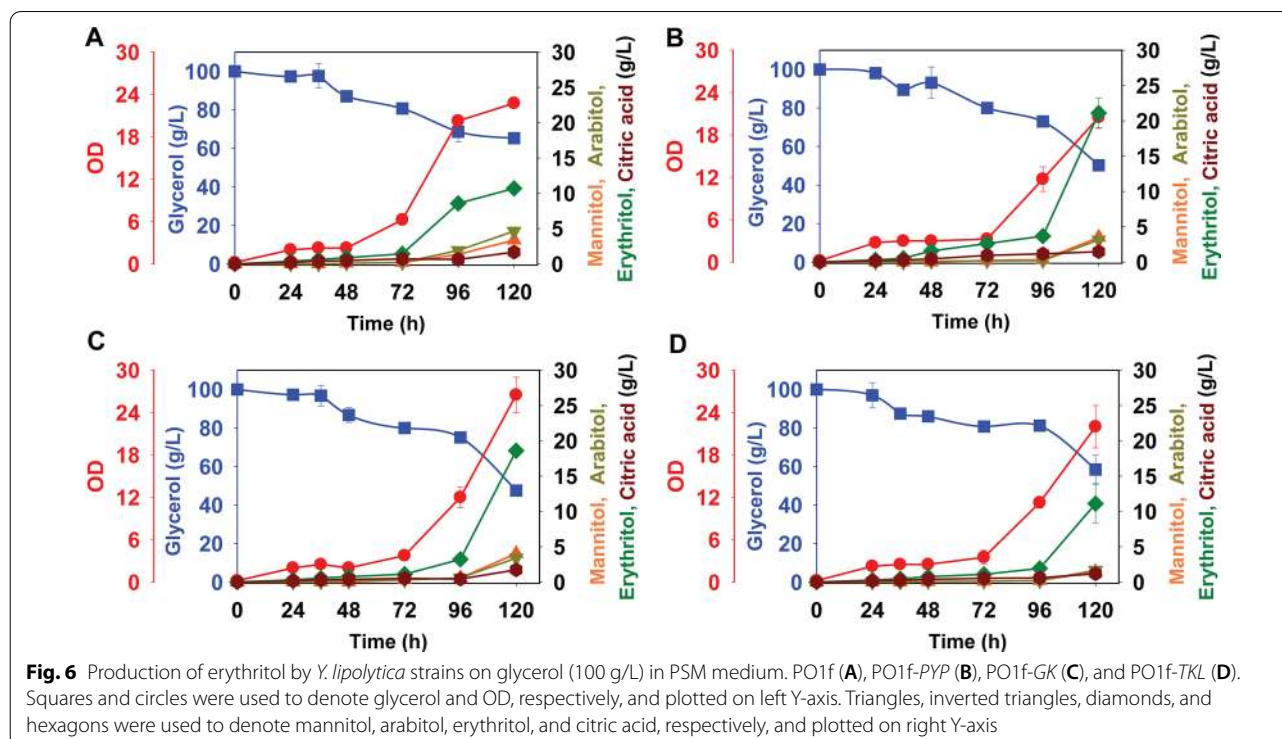 A
30
24
18
12
6
0
OD
100
80
60
40
20
0
Glycerol (g/L)
0 24 48 72 96 120
Time (h)
30
25
20
15
10
5
0
Mannitol, Arabitol,
Erythritol, Citric acid (g/L)
B
30
24
18
12
6
0
OD
100
80
60
40
20
0
Glycerol (g/L)
0 24 48 72 96 120
Time (h)
30
25
20
15
10
5
0
Mannitol, Arabitol,
Erythritol, Citric acid (g/L)
C
30
24
18
12
6
0
OD
100
80
60
40
20
0
Glycerol (g/L)
0 24 48 72 96 120
Time (h)
30
25
20
15
10
5
0
Mannitol, Arabitol,
Erythritol, Citric acid (g/L)
D
30
24
18
12
6
0
OD
100
80
60
40
20
0
Glycerol (g/L)
0 24 48 72 96 120
Time (h)
30
25
20
15
10
5
0
Mannitol, Arabitol,
Erythritol, Citric acid (g/L)
Fig. 6 Production of erythritol by Y. lipolytica strains on glycerol (100 g/L) in PSM medium. PO1f (A), PO1f-PYP (B), PO1f-GK (C), and PO1f-TKL (D).
Squares and circles were used to denote glycerol and OD, respectively, and plotted on left Y-axis. Triangles, inverted triangles, diamonds, and
hexagons were used to denote mannitol, arabitol, erythritol, and citric acid, respectively, and plotted on right Y-axis